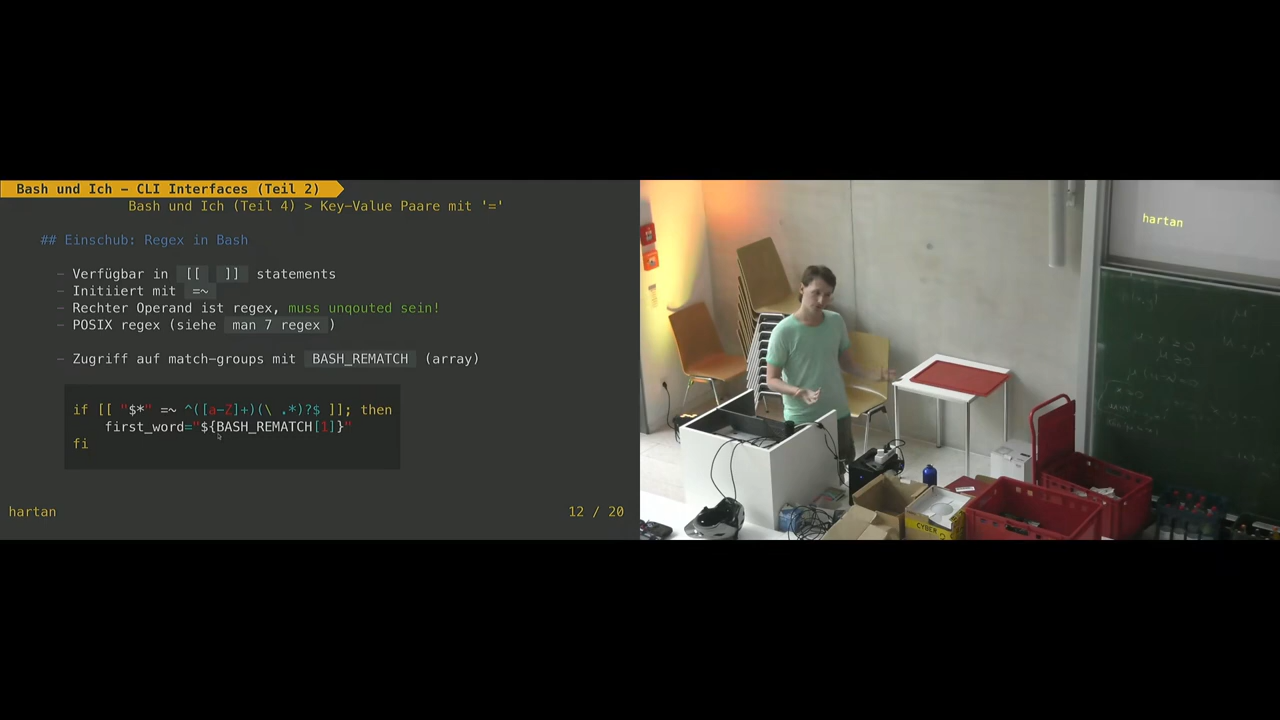 Bash und Ich - CLI Interfaces (Teil 2)
Bash und Ich (Teil 4) > Key-Value Paare mit '='
## Einschub: Regex in Bash
- Verfügbar in [[ ]] statements
- Initiiert mit =~
- Rechter Operand ist regex, muss unqouted sein!
- POSIX regex (siehe man 7 regex )
- Zugriff auf match-groups mit BASH_REMATCH (array)
if [[ "$*" =~ ^([a-Z]+)(\ .*)?$ ]]; then
first_word="${BASH_REMATCH[1]}"
fi
hartan
12 / 20
hartan
CYBER